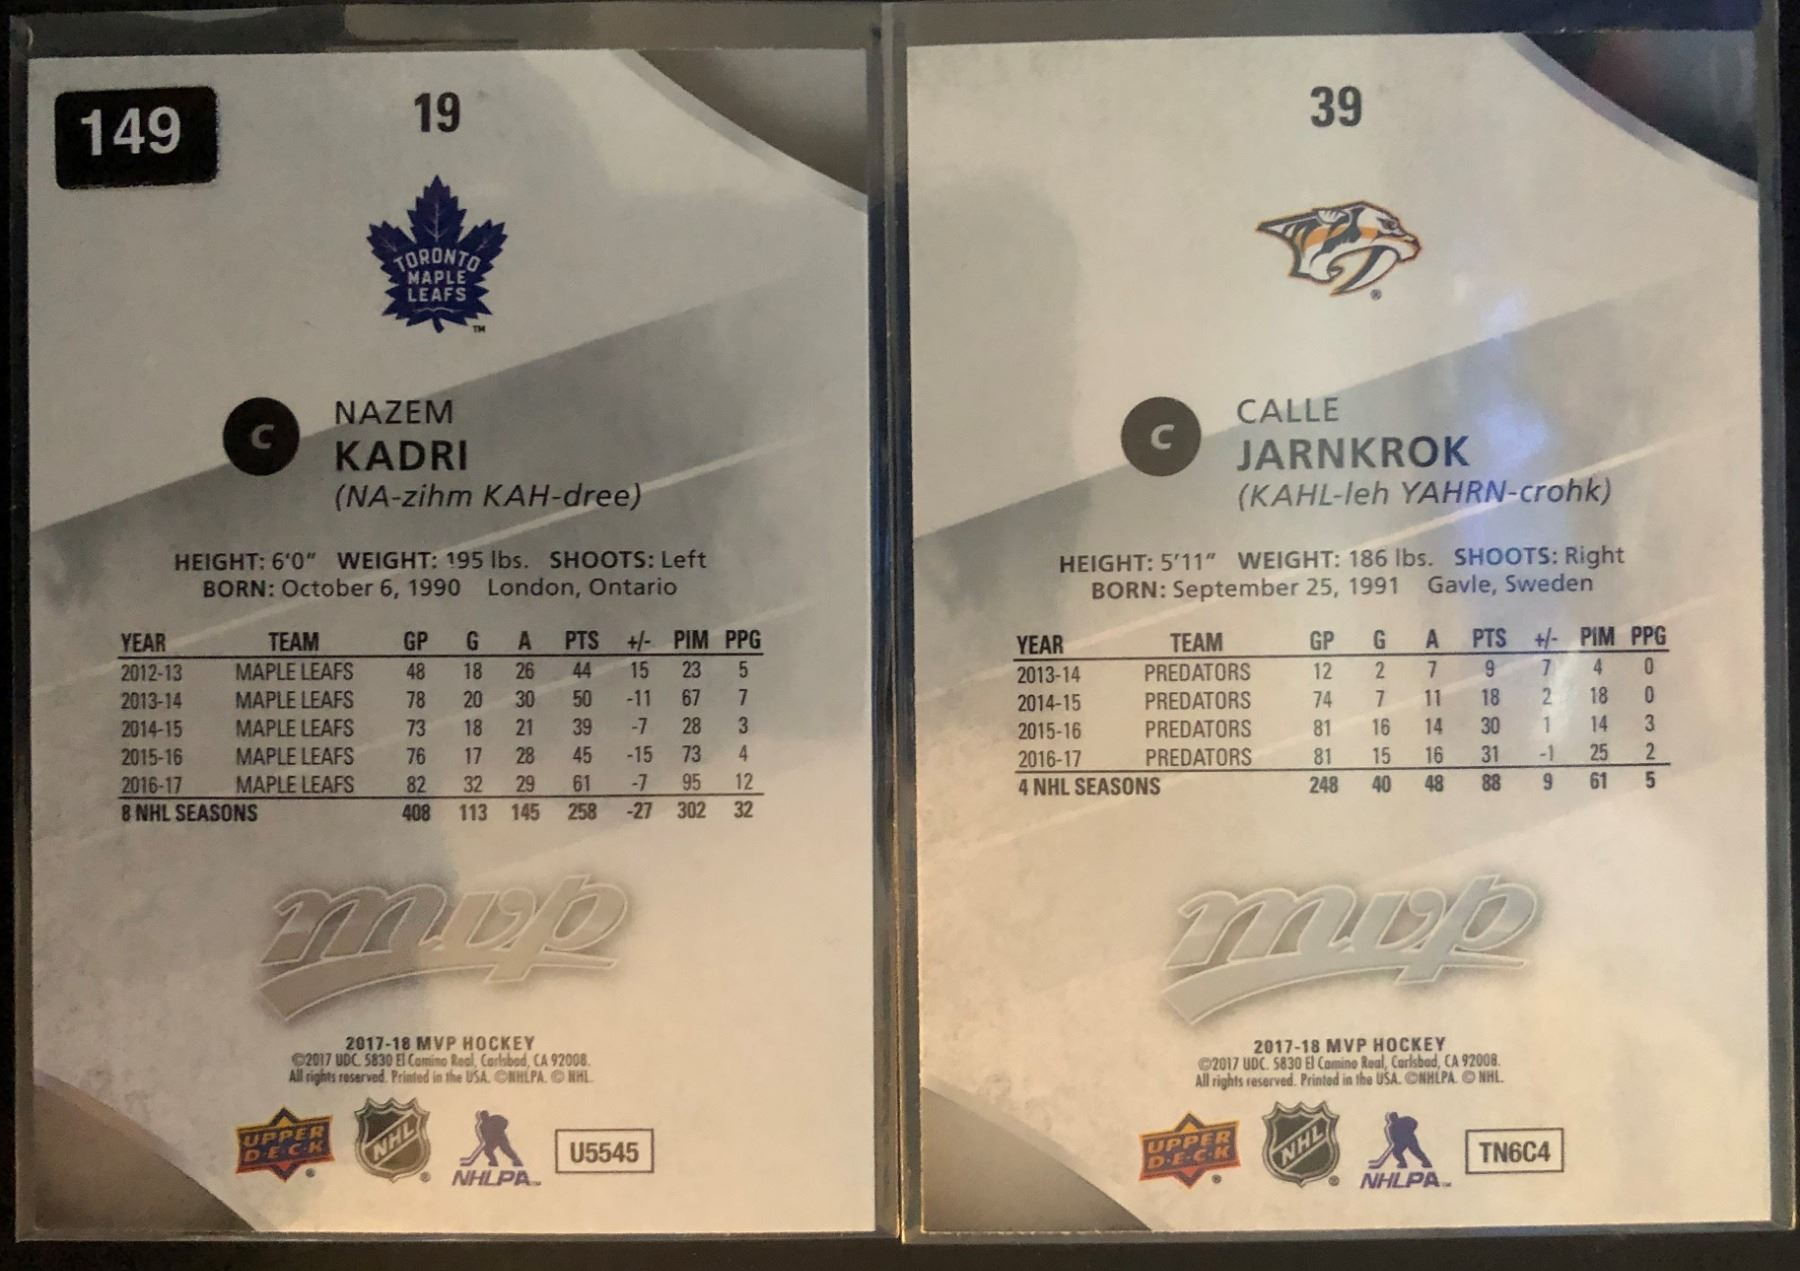 149
19
TORONTO
MAPLE
LEAFS
TM
C
NAZEM
KADRI
(NA-zihm KAH-dree)
HEIGHT: 6'0" WEIGHT: 195 lbs. SHOOTS: Left
BORN: October 6, 1990 London, Ontario
YEAR TEAM GP G A PTS +/- PIM PPG
2012-13 MAPLE LEAFS 48 18 26 44 15 23 5
2013-14 MAPLE LEAFS 78 20 30 50 -11 67 7
2014-15 MAPLE LEAFS 73 18 21 39 -7 28 3
2015-16 MAPLE LEAFS 76 17 28 45 -15 73 4
2016-17 MAPLE LEAFS 82 32 29 61 -7 95 12
8 NHL SEASONS 408 113 145 258 -27 302 32
mvp
2017-18 MVP HOCKEY
©2017 UDC. 5830 El Camino Real, Carlsbad, CA 92008.
All rights reserved. Printed in the USA. ©NHLPA. © NHL.
UPPER
D·E·C·K
®
NHL
®
NHLPA™
U5545
39
®
C
CALLE
JARNKROK
(KAHL-leh YAHRN-crohk)
HEIGHT: 5'11" WEIGHT: 186 lbs. SHOOTS: Right
BORN: September 25, 1991 Gavle, Sweden
YEAR TEAM GP G A PTS +/- PIM PPG
2013-14 PREDATORS 12 2 7 9 7 4 0
2014-15 PREDATORS 74 7 11 18 2 18 0
2015-16 PREDATORS 81 16 14 30 1 14 3
2016-17 PREDATORS 81 15 16 31 -1 25 2
4 NHL SEASONS 248 40 48 88 9 61 5
mvp
2017-18 MVP HOCKEY
©2017 UDC. 5830 El Camino Real, Carlsbad, CA 92008.
All rights reserved. Printed in the USA. ©NHLPA. © NHL.
UPPER
D·E·C·K
®
NHL
®
NHLPA™
TN6C4